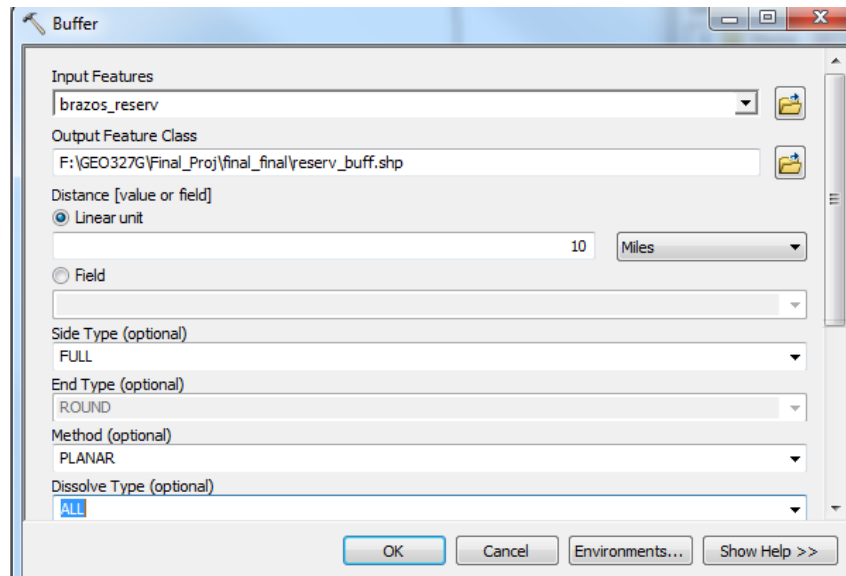 Buffer
Input Features
brazos_reserv
Output Feature Class
F:\GEO327G\Final_Proj\final_final\reserv_buff.shp
Distance [value or field]
Linear unit
10 Miles
Field
Side Type (optional)
FULL
End Type (optional)
ROUND
Method (optional)
PLANAR
Dissolve Type (optional)
ALL
OK Cancel Environments... Show Help >>